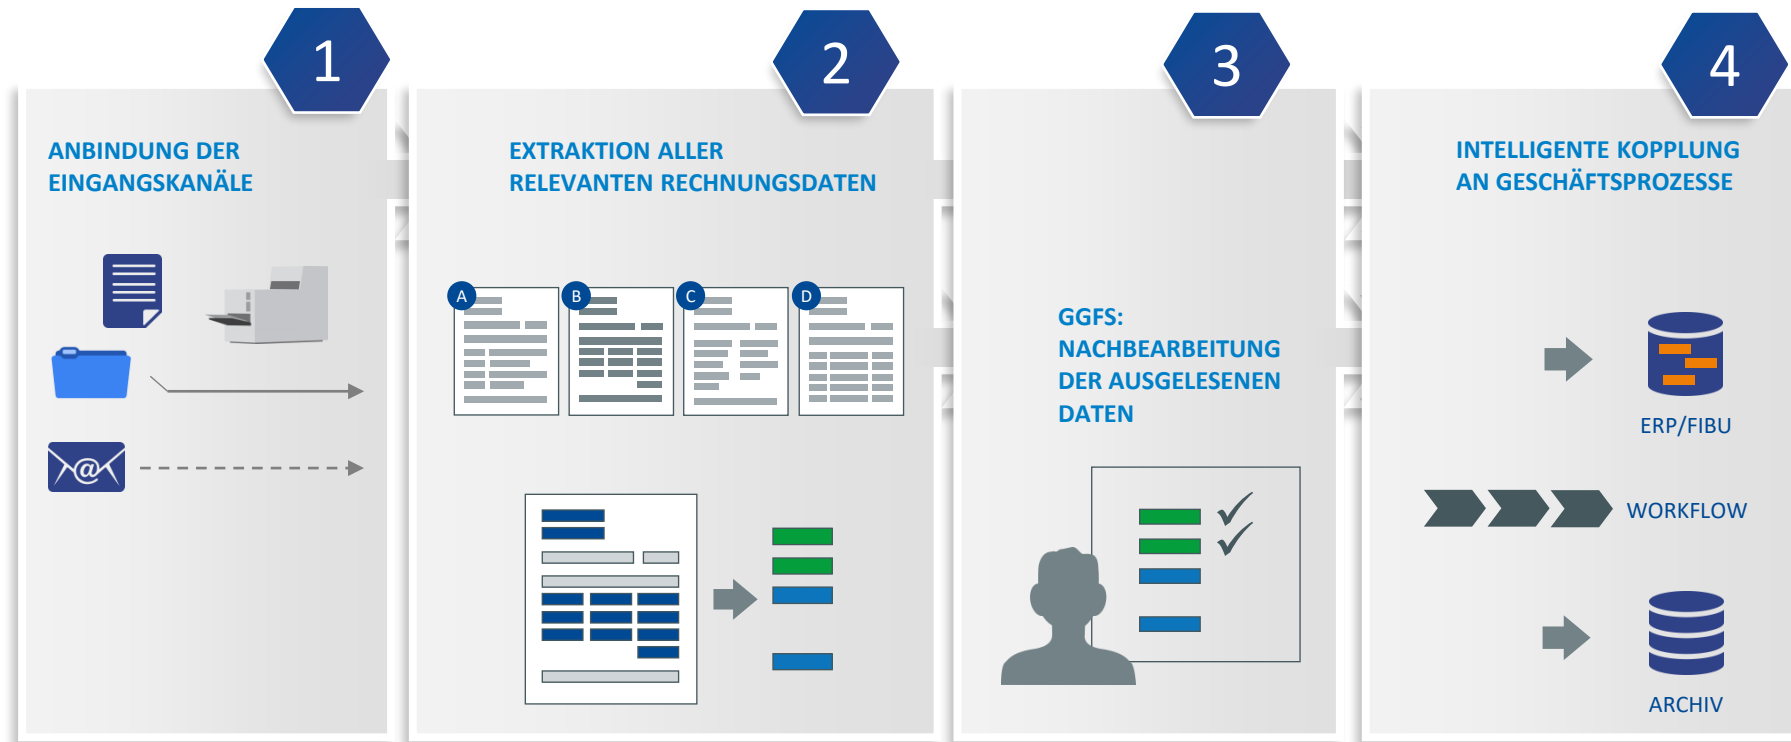 1
ANBINDUNG DER
EINGANGSKANÄLE
@
2
EXTRAKTION ALLER
RELEVANTEN RECHNUNGSDATEN
A
B
C
D
3
GGFS:
NACHBEARBEITUNG
DER AUSGELESENEN
DATEN
4
INTELLIGENTE KOPPLUNG
AN GESCHÄFTSPROZESSE
ERP/FIBU
WORKFLOW
ARCHIV